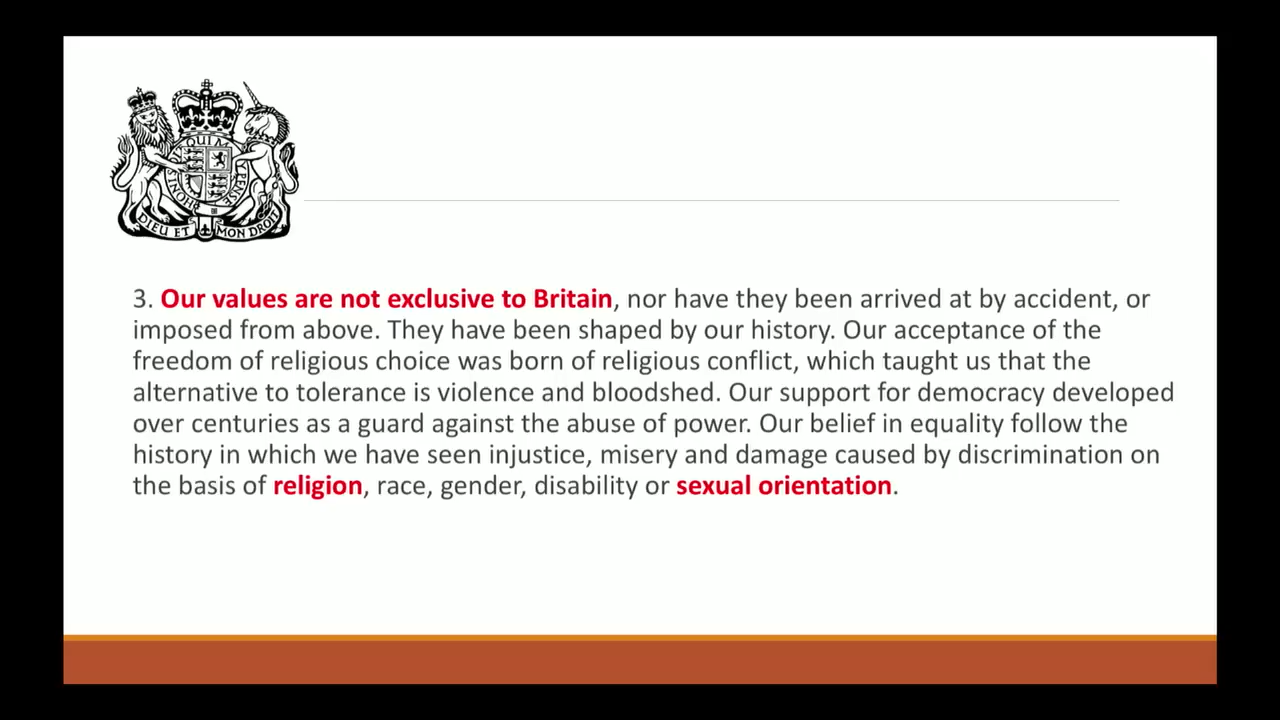 QUI M
HONI
PENSE
DIEU ET MON DROIT
3. Our values are not exclusive to Britain, nor have they been arrived at by accident, or
imposed from above. They have been shaped by our history. Our acceptance of the
freedom of religious choice was born of religious conflict, which taught us that the
alternative to tolerance is violence and bloodshed. Our support for democracy developed
over centuries as a guard against the abuse of power. Our belief in equality follow the
history in which we have seen injustice, misery and damage caused by discrimination on
the basis of religion, race, gender, disability or sexual orientation.